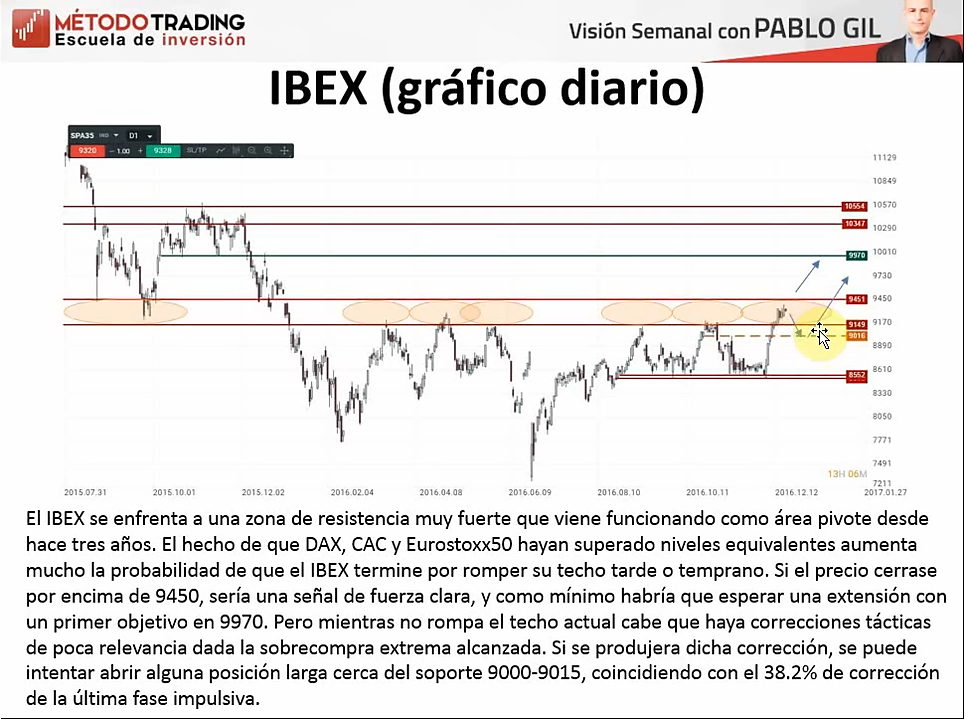 MÉTODOTRADING
Escuela de inversión
Visión Semanal con PABLO GIL
IBEX (gráfico diario)
SPA35 IND D1
9320 – 1.00 + 9328 SL/TP
11129
10849
10554
10570
10347
10290
10010
9970
9730
9451
9450
9149
9170
9016
8890
8552
8610
8330
8050
7771
7491
13H 06M
7211
2015.07.31 2015.10.01 2015.12.02 2016.02.04 2016.04.08 2016.06.09 2016.08.10 2016.10.11 2016.12.12 2017.01.27
El IBEX se enfrenta a una zona de resistencia muy fuerte que viene funcionando como área pivote desde
hace tres años. El hecho de que DAX, CAC y Eurostoxx50 hayan superado niveles equivalentes aumenta
mucho la probabilidad de que el IBEX termine por romper su techo tarde o temprano. Si el precio cerrase
por encima de 9450, sería una señal de fuerza clara, y como mínimo habría que esperar una extensión con
un primer objetivo en 9970. Pero mientras no rompa el techo actual cabe que haya correcciones tácticas
de poca relevancia dada la sobrecompra extrema alcanzada. Si se produjera dicha corrección, se puede
intentar abrir alguna posición larga cerca del soporte 9000-9015, coincidiendo con el 38.2% de corrección
de la última fase impulsiva.